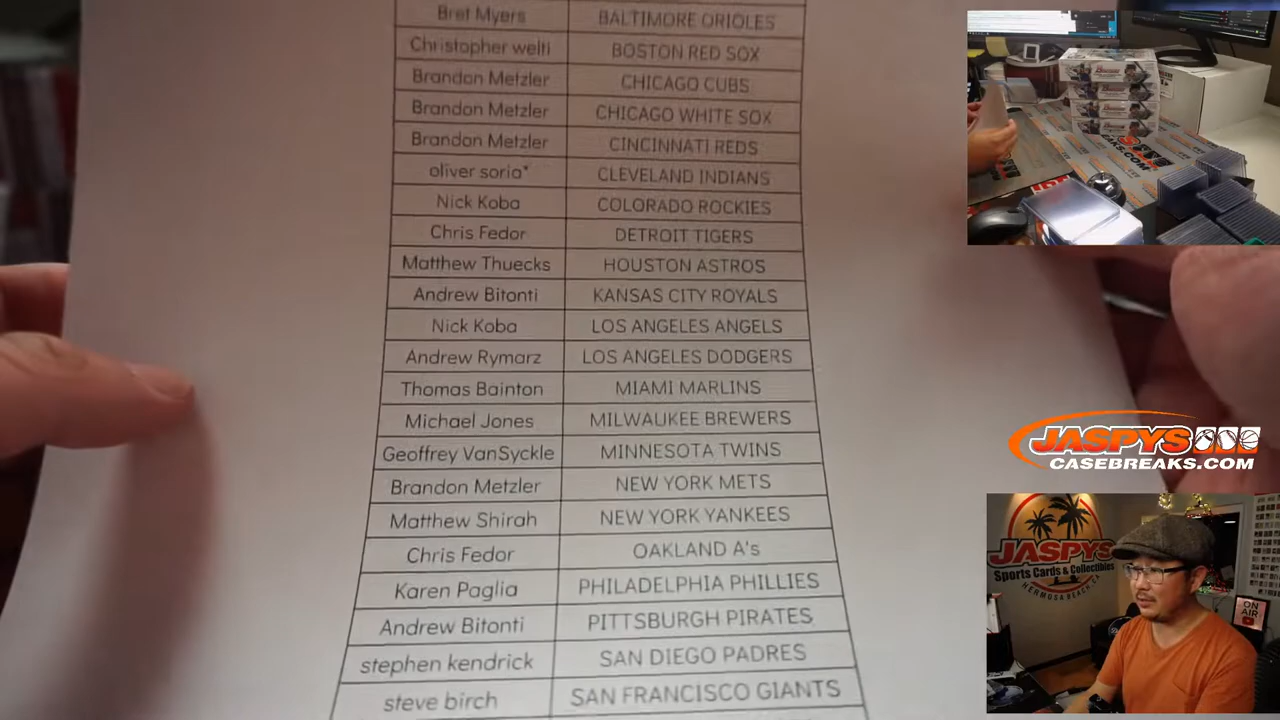 Bret Myers BALTIMORE ORIOLES
Christopher welti BOSTON RED SOX
Brandon Metzler CHICAGO CUBS
Brandon Metzler CHICAGO WHITE SOX
Brandon Metzler CINCINNATI REDS
oliver soria* CLEVELAND INDIANS
Nick Koba COLORADO ROCKIES
Chris Fedor DETROIT TIGERS
Matthew Thuecks HOUSTON ASTROS
Andrew Bitonti KANSAS CITY ROYALS
Nick Koba LOS ANGELES ANGELS
Andrew Rymarz LOS ANGELES DODGERS
Thomas Bainton MIAMI MARLINS
Michael Jones MILWAUKEE BREWERS
Geoffrey VanSyckle MINNESOTA TWINS
Brandon Metzler NEW YORK METS
Matthew Shirah NEW YORK YANKEES
Chris Fedor OAKLAND A's
Karen Paglia PHILADELPHIA PHILLIES
Andrew Bitonti PITTSBURGH PIRATES
stephen kendrick SAN DIEGO PADRES
steve birch SAN FRANCISCO GIANTS
JASPYS
CASEBREAKS.COM
JASPYS
Sports Cards & Collectibles
HERMOSA BEACH, CA
ON
AIR